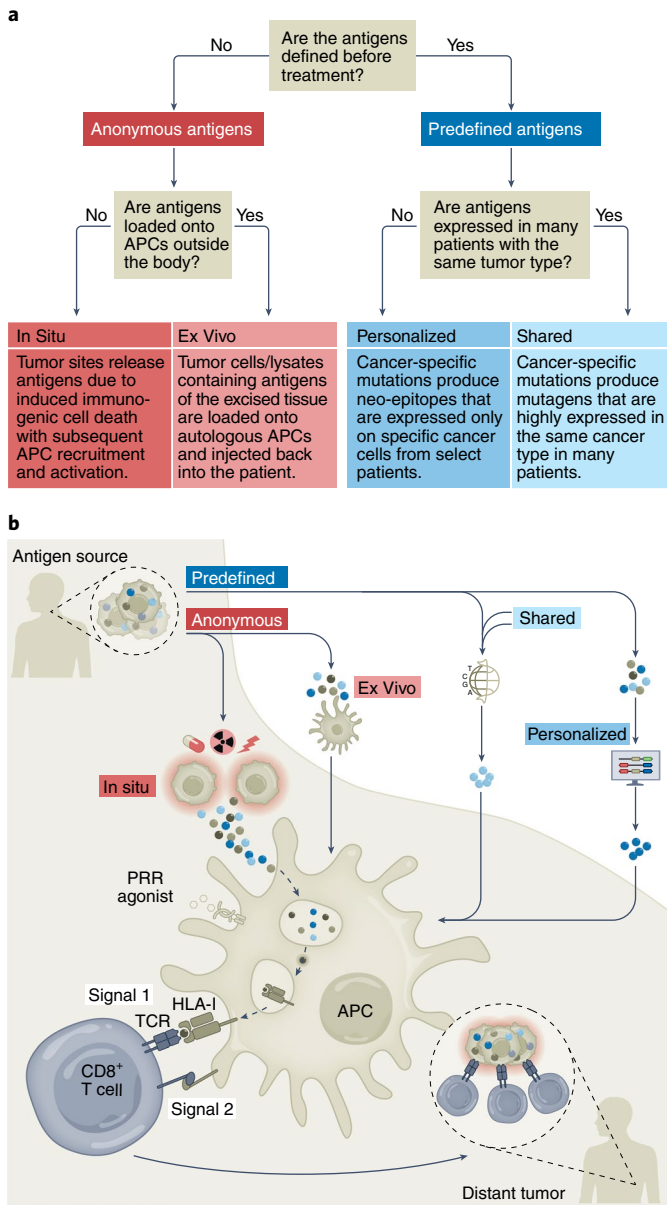 a
Are the antigens
defined before
treatment?
No
Yes
Anonymous antigens
Predefined antigens
Are antigens
loaded onto
APCs outside
the body?
No
Yes
Are antigens
expressed in many
patients with the
same tumor type?
No
Yes
In Situ
Tumor sites release
antigens due to
induced immuno-
genic cell death
with subsequent
APC recruitment
and activation.
Ex Vivo
Tumor cells/lysates
containing antigens
of the excised tissue
are loaded onto
autologous APCs
and injected back
into the patient.
Personalized
Cancer-specific
mutations produce
neo-epitopes that
are expressed only
on specific cancer
cells from select
patients.
Shared
Cancer-specific
mutations produce
mutagens that are
highly expressed in
the same cancer
type in many
patients.
b
Antigen source
Predefined
Anonymous
Shared
T
C
G
A
Ex Vivo
Personalized
In situ
PRR
agonist
Signal 1
HLA-I
TCR
APC
CD8+
T cell
Signal 2
Distant tumor